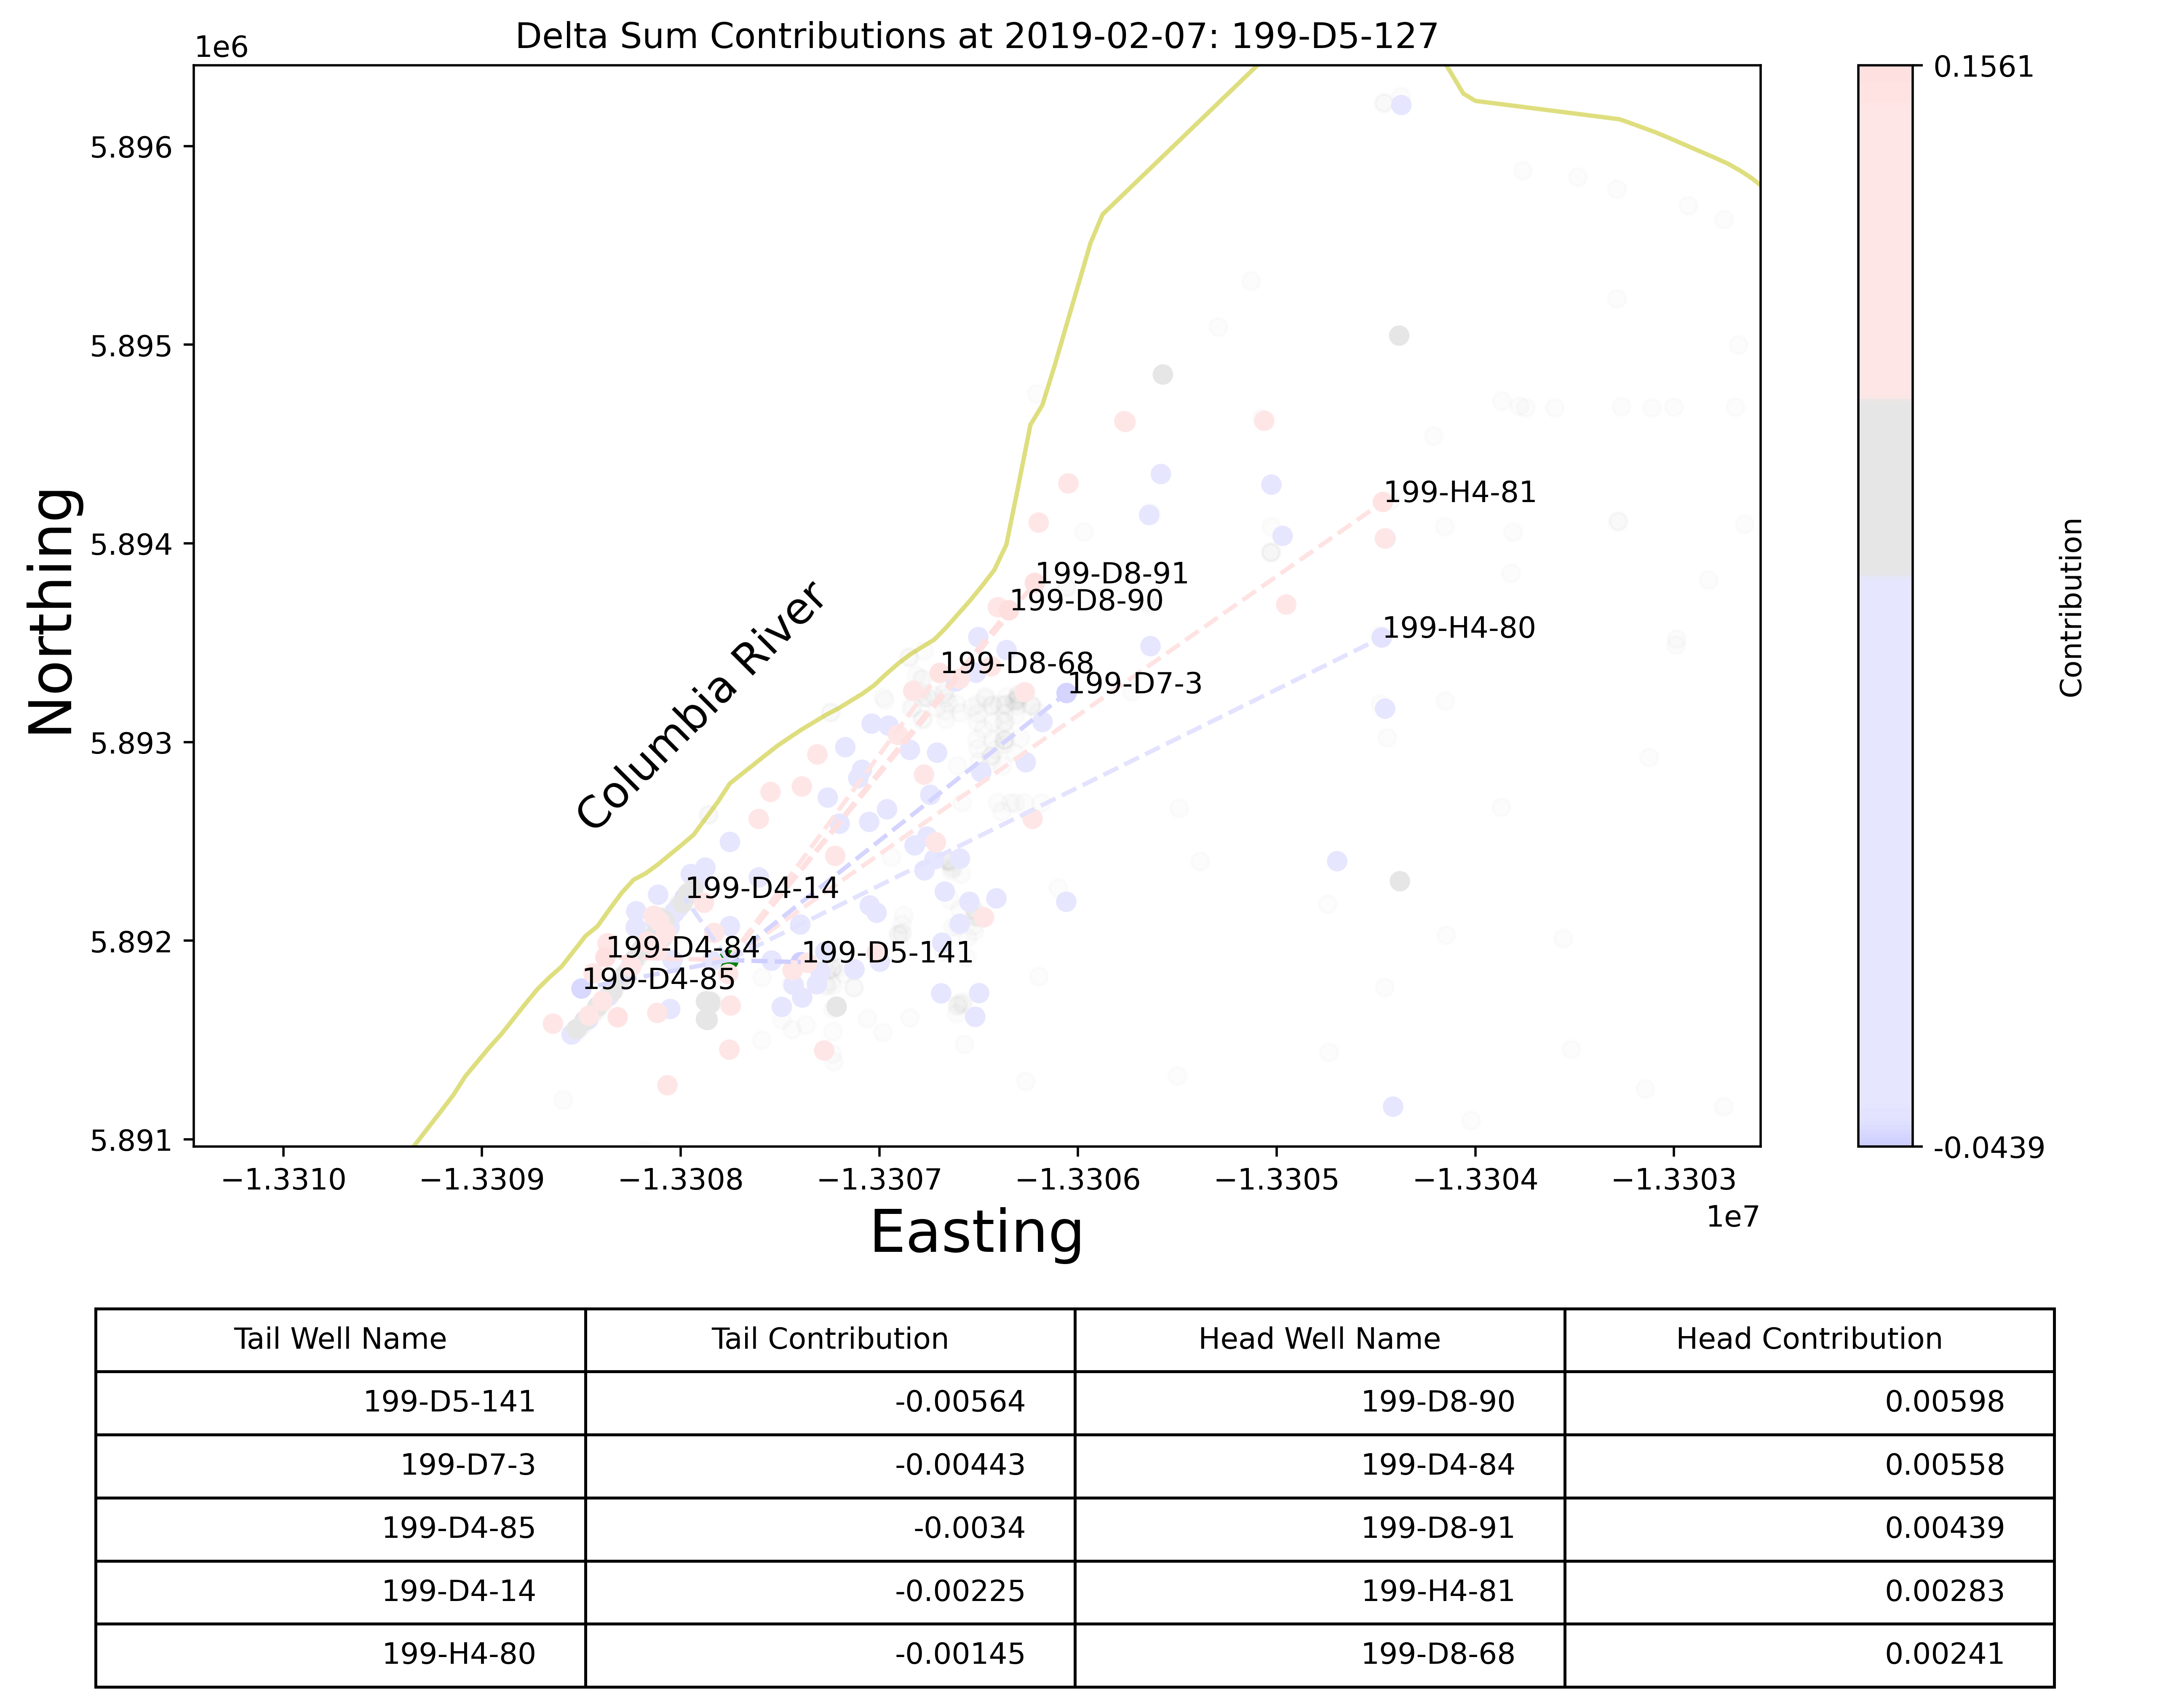 Delta Sum Contributions at 2019-02-07: 199-D5-127
1e6
0.1561
5.896
5.895
5.894
5.893
5.892
5.891
Northing
Columbia River
199-H4-81
199-D8-91
199-D8-90
199-H4-80
199-D8-68
199-D7-3
199-D4-14
199-D4-84
199-D5-141
199-D4-85
Contribution
-0.0439
−1.3310 −1.3309 −1.3308 −1.3307 −1.3306 −1.3305 −1.3304 −1.3303
1e7
Easting
Tail Well Name Tail Contribution Head Well Name Head Contribution
199-D5-141 -0.00564 199-D8-90 0.00598
199-D7-3 -0.00443 199-D4-84 0.00558
199-D4-85 -0.0034 199-D8-91 0.00439
199-D4-14 -0.00225 199-H4-81 0.00283
199-H4-80 -0.00145 199-D8-68 0.00241